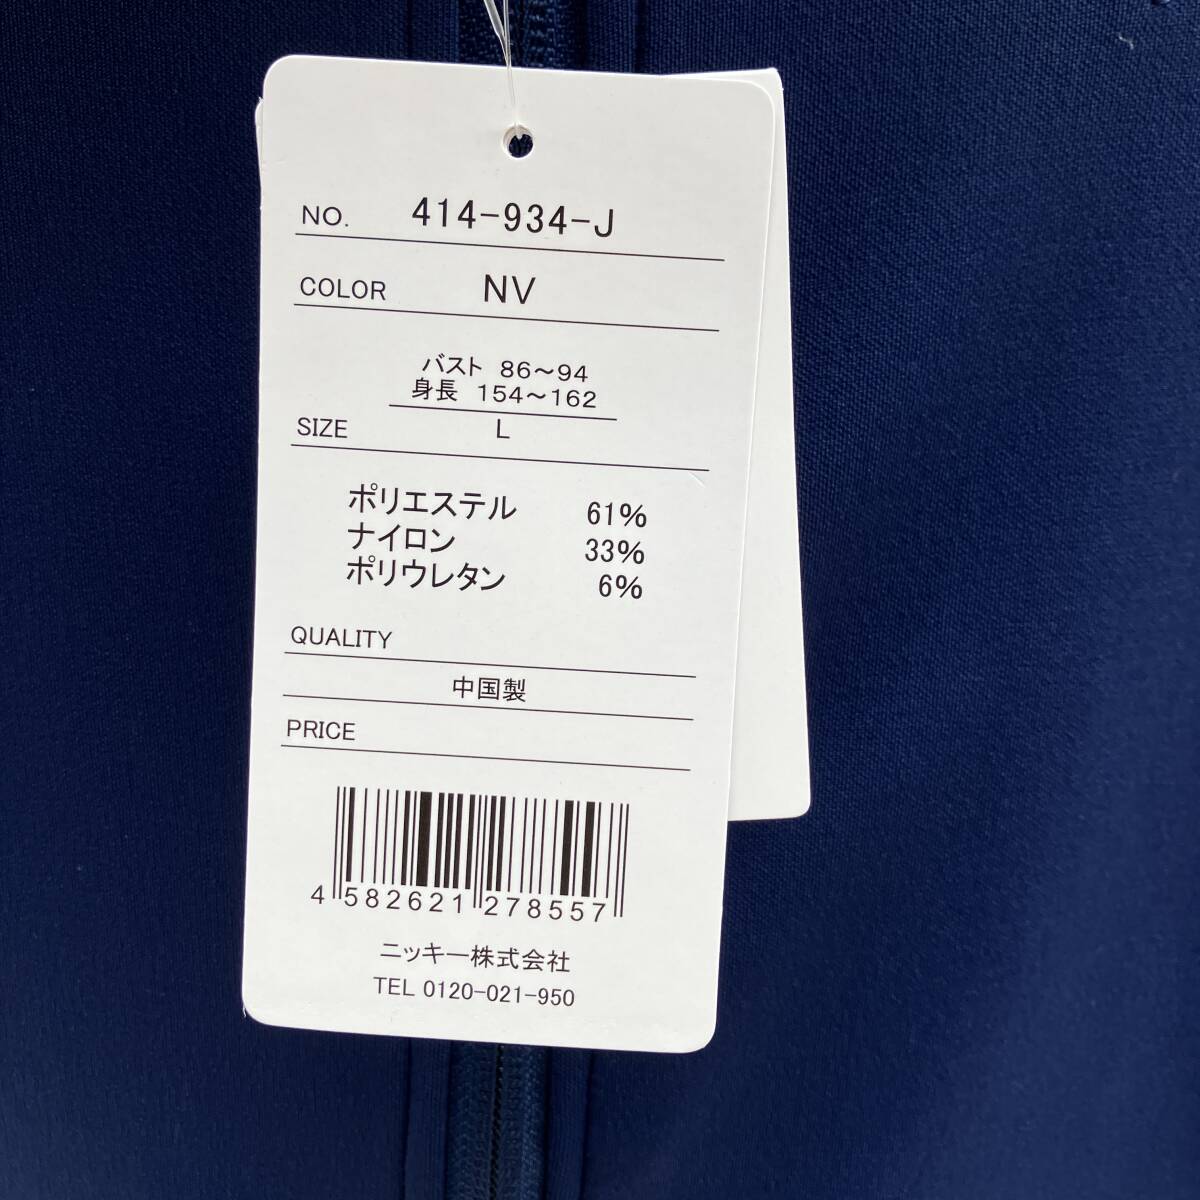 NO. 414-934-J
COLOR NV
バスト 86～94
身長 154～162
SIZE L
ポリエステル 61%
ナイロン 33%
ポリウレタン 6%
QUALITY
中国製
PRICE
4 582621 278557
ニッキー株式会社
TEL 0120-021-950